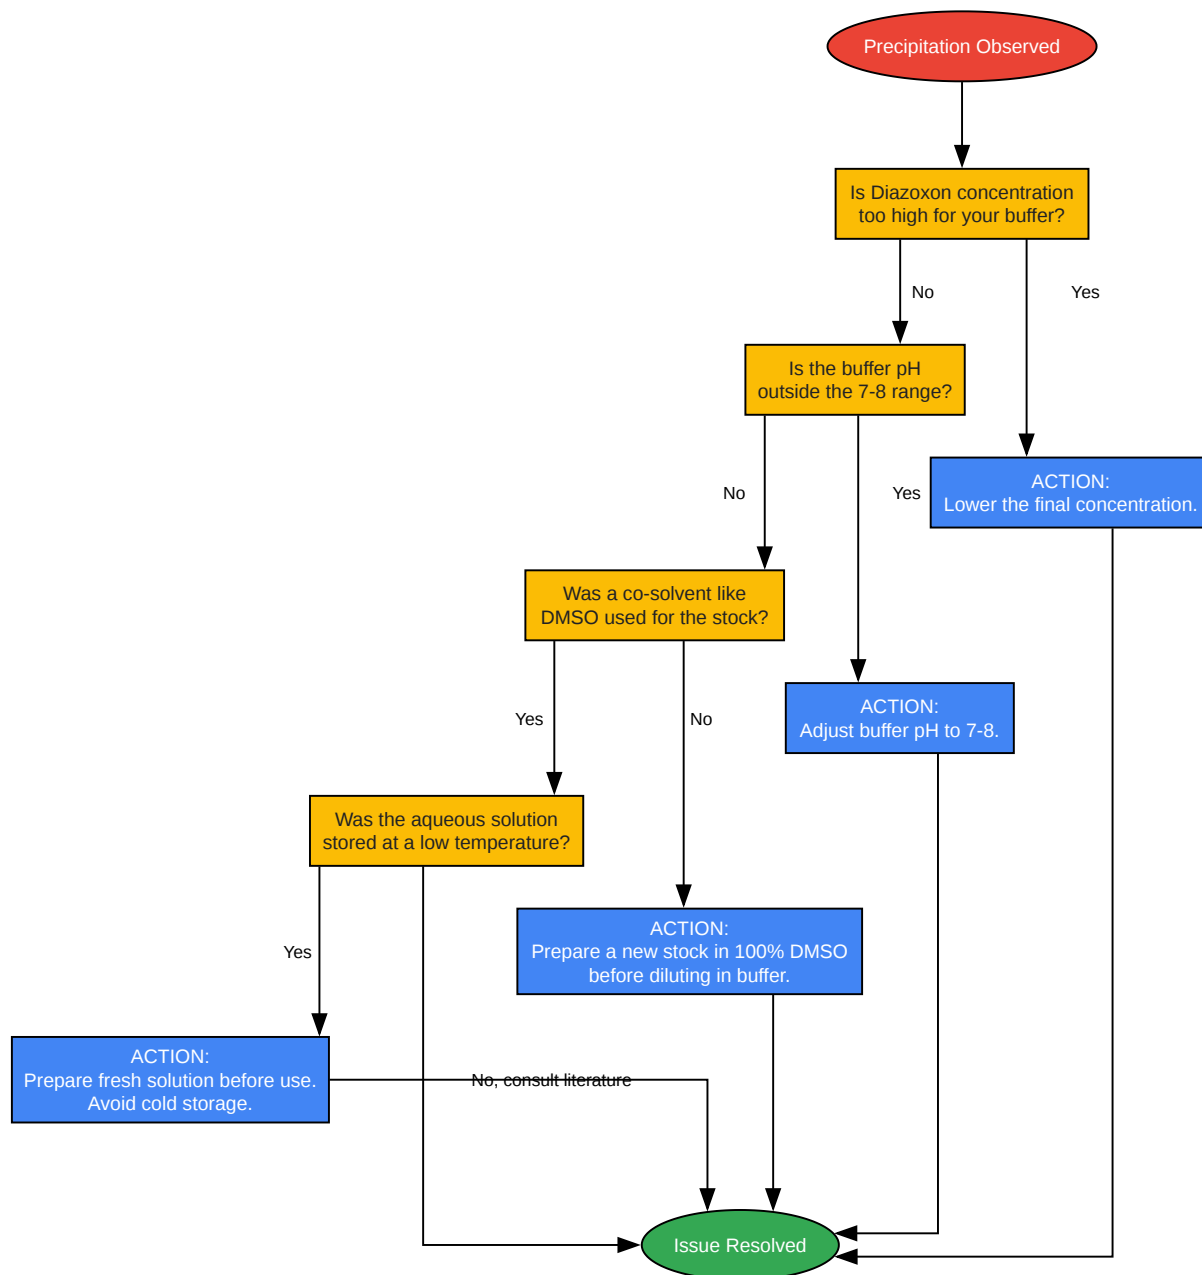 Precipitation Observed
Is Diazoxon concentration
too high for your buffer?
No
Yes
Is the buffer pH
outside the 7-8 range?
ACTION:
Lower the final concentration.
No
Yes
Was a co-solvent like
DMSO used for the stock?
ACTION:
Adjust buffer pH to 7-8.
Yes
No
Was the aqueous solution
stored at a low temperature?
ACTION:
Prepare a new stock in 100% DMSO
before diluting in buffer.
Yes
ACTION:
Prepare fresh solution before use.
Avoid cold storage.
No, consult literature
Issue Resolved